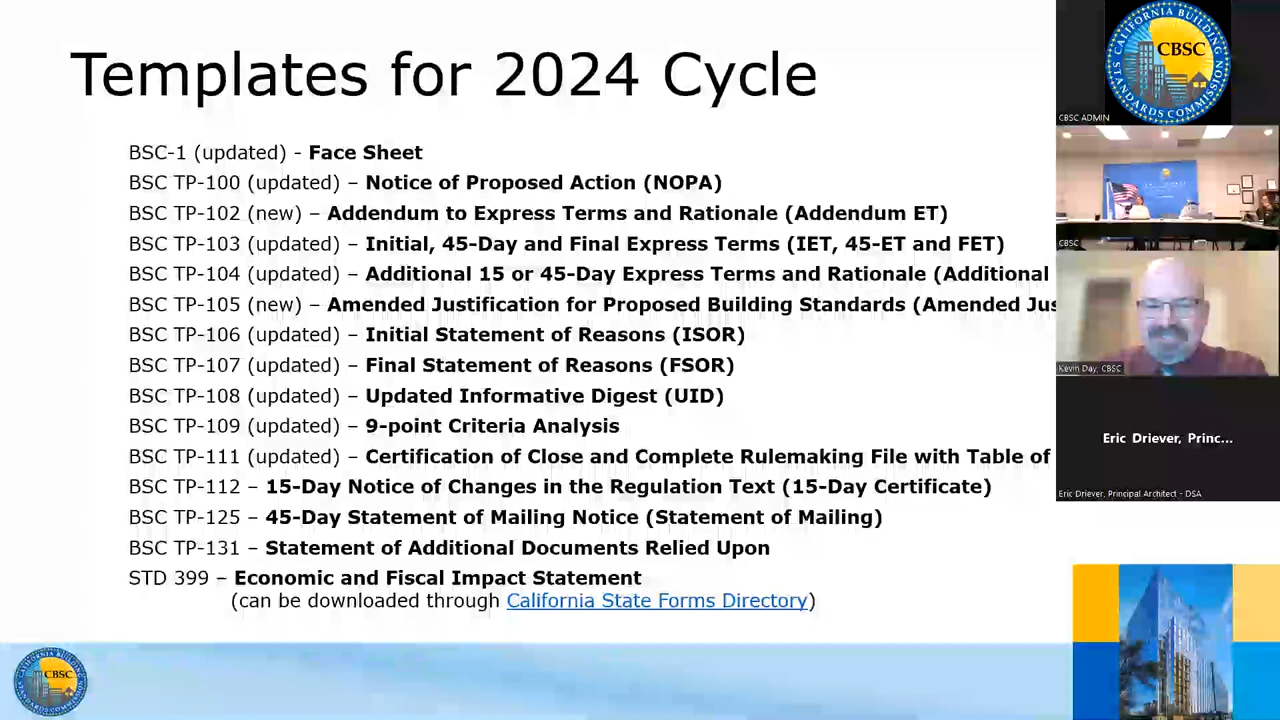 Templates for 2024 Cycle
BSC-1 (updated) - Face Sheet
BSC TP-100 (updated) – Notice of Proposed Action (NOPA)
BSC TP-102 (new) – Addendum to Express Terms and Rationale (Addendum ET)
BSC TP-103 (updated) – Initial, 45-Day and Final Express Terms (IET, 45-ET and FET)
BSC TP-104 (updated) – Additional 15 or 45-Day Express Terms and Rationale (Additional
BSC TP-105 (new) – Amended Justification for Proposed Building Standards (Amended Jus
BSC TP-106 (updated) – Initial Statement of Reasons (ISOR)
BSC TP-107 (updated) – Final Statement of Reasons (FSOR)
BSC TP-108 (updated) – Updated Informative Digest (UID)
BSC TP-109 (updated) – 9-point Criteria Analysis
BSC TP-111 (updated) – Certification of Close and Complete Rulemaking File with Table of
BSC TP-112 – 15-Day Notice of Changes in the Regulation Text (15-Day Certificate)
BSC TP-125 – 45-Day Statement of Mailing Notice (Statement of Mailing)
BSC TP-131 – Statement of Additional Documents Relied Upon
STD 399 – Economic and Fiscal Impact Statement
(can be downloaded through California State Forms Directory)
CALIFORNIA BUILDING STANDARDS COMMISSION
CBSC
CBSC ADMIN
CBSC
Kevin Day, CBSC
Eric Driever, Princ...
Eric Driever, Principal Architect - DSA
CALIFORNIA BUILDING STANDARDS COMMISSION
CBSC